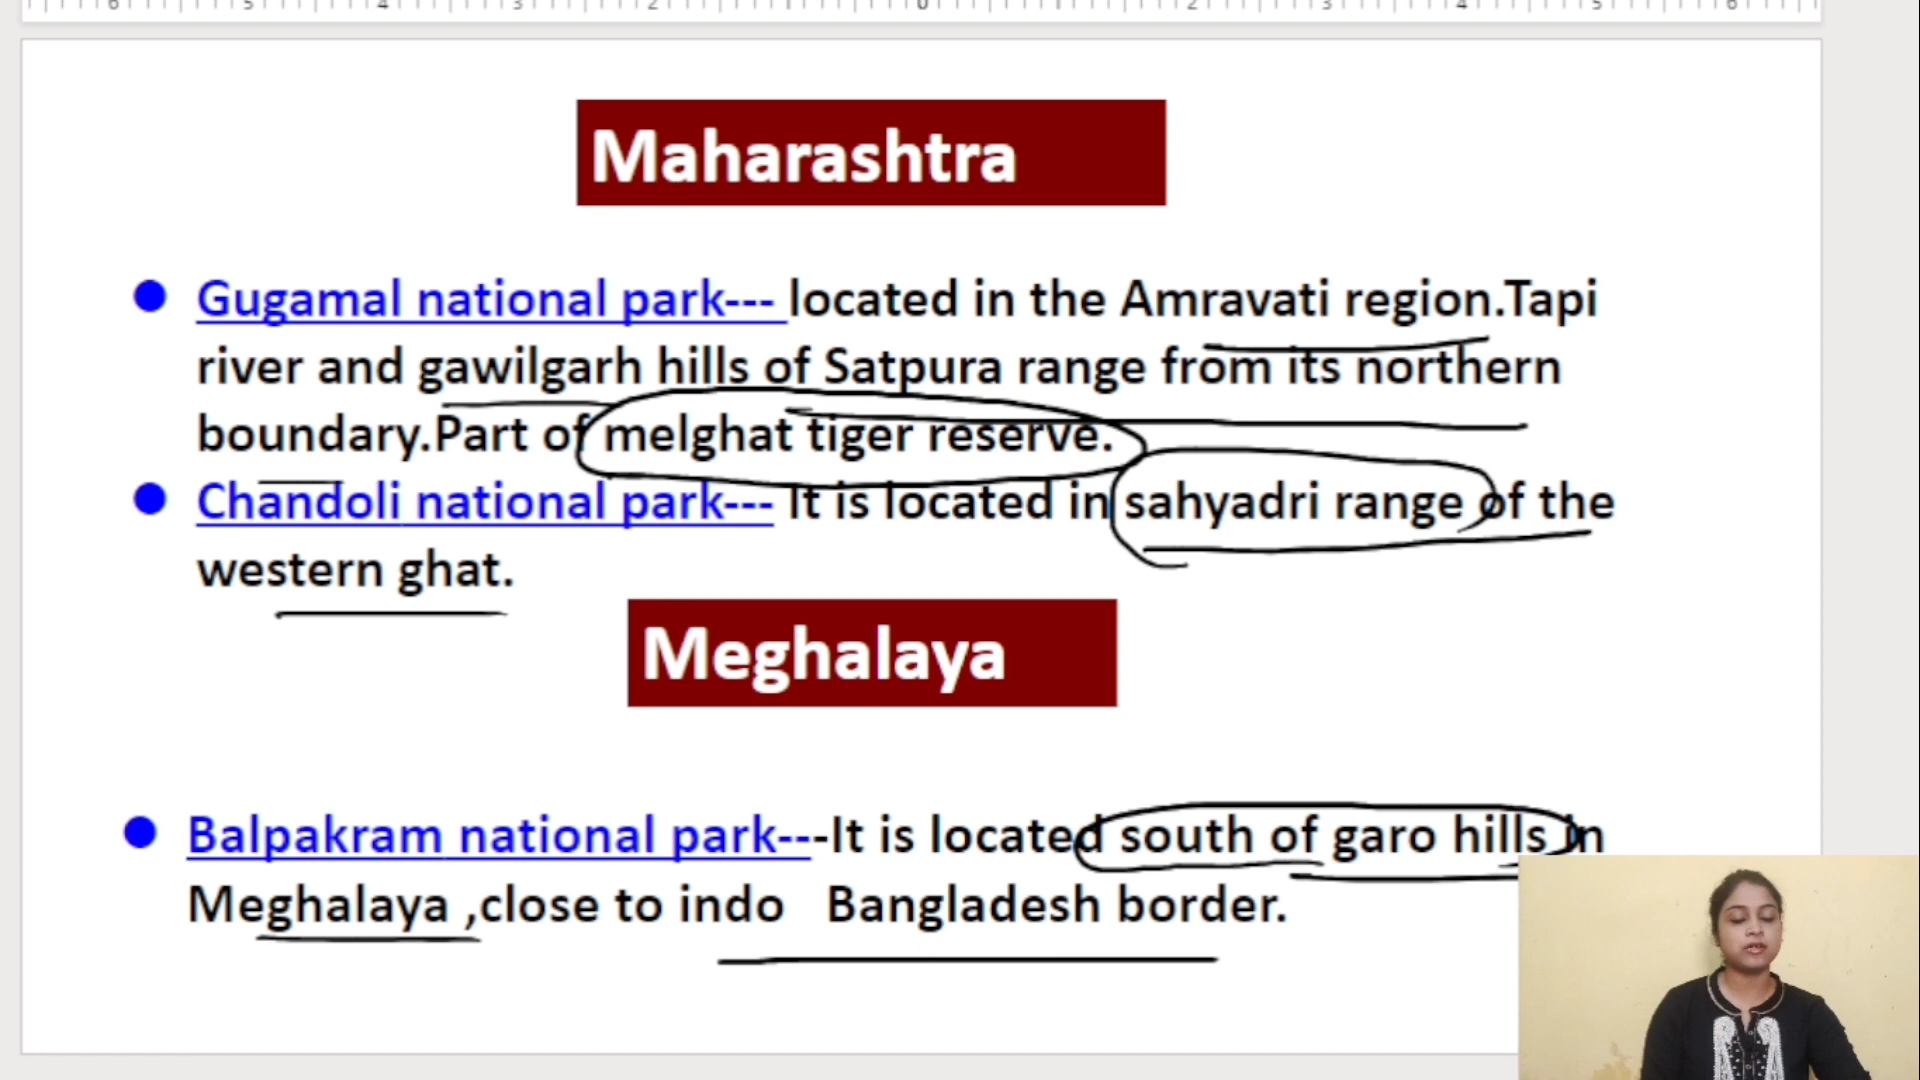 Maharashtra
Gugamal national park--- located in the Amravati region.Tapi
river and gawilgarh hills of Satpura range from its northern
boundary.Part of melghat tiger reserve.
Chandoli national park--- It is located in sahyadri range of the
western ghat.
Meghalaya
Balpakram national park---It is located south of garo hills in
Meghalaya ,close to indo Bangladesh border.